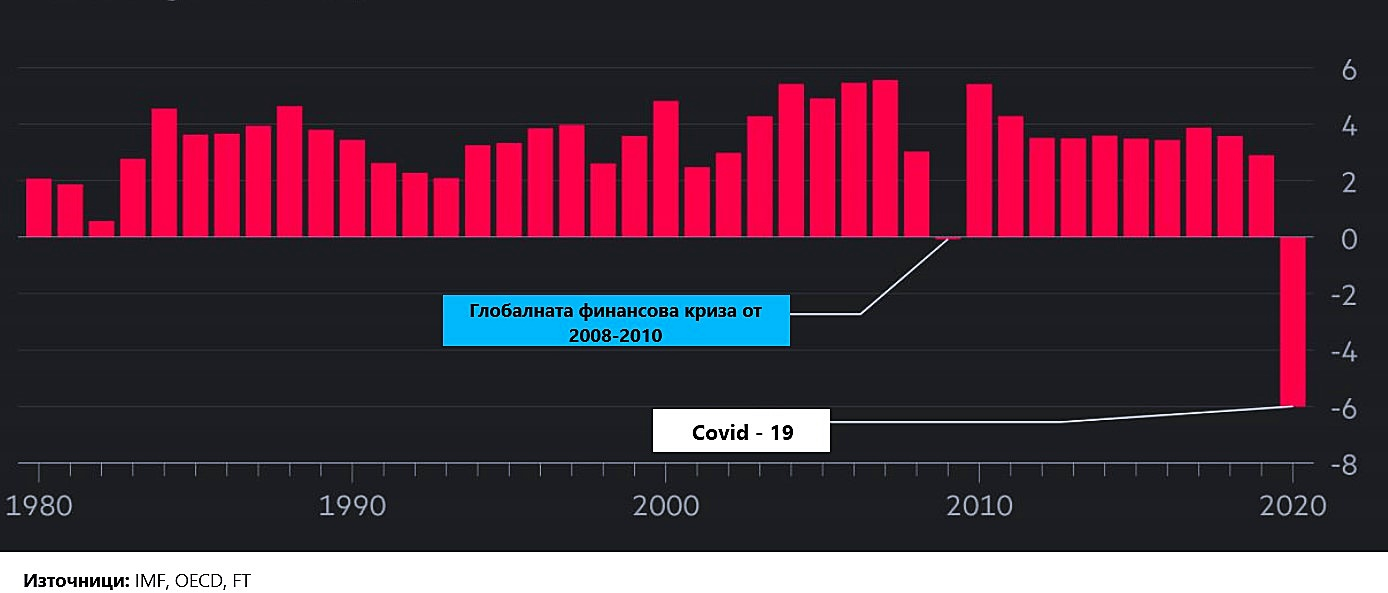 6
4
2
0
-2
Глобалната финансова криза от
2008-2010
-4
-6
Covid - 19
-8
1980 1990 2000 2010 2020
Източници: IMF, OECD, FT